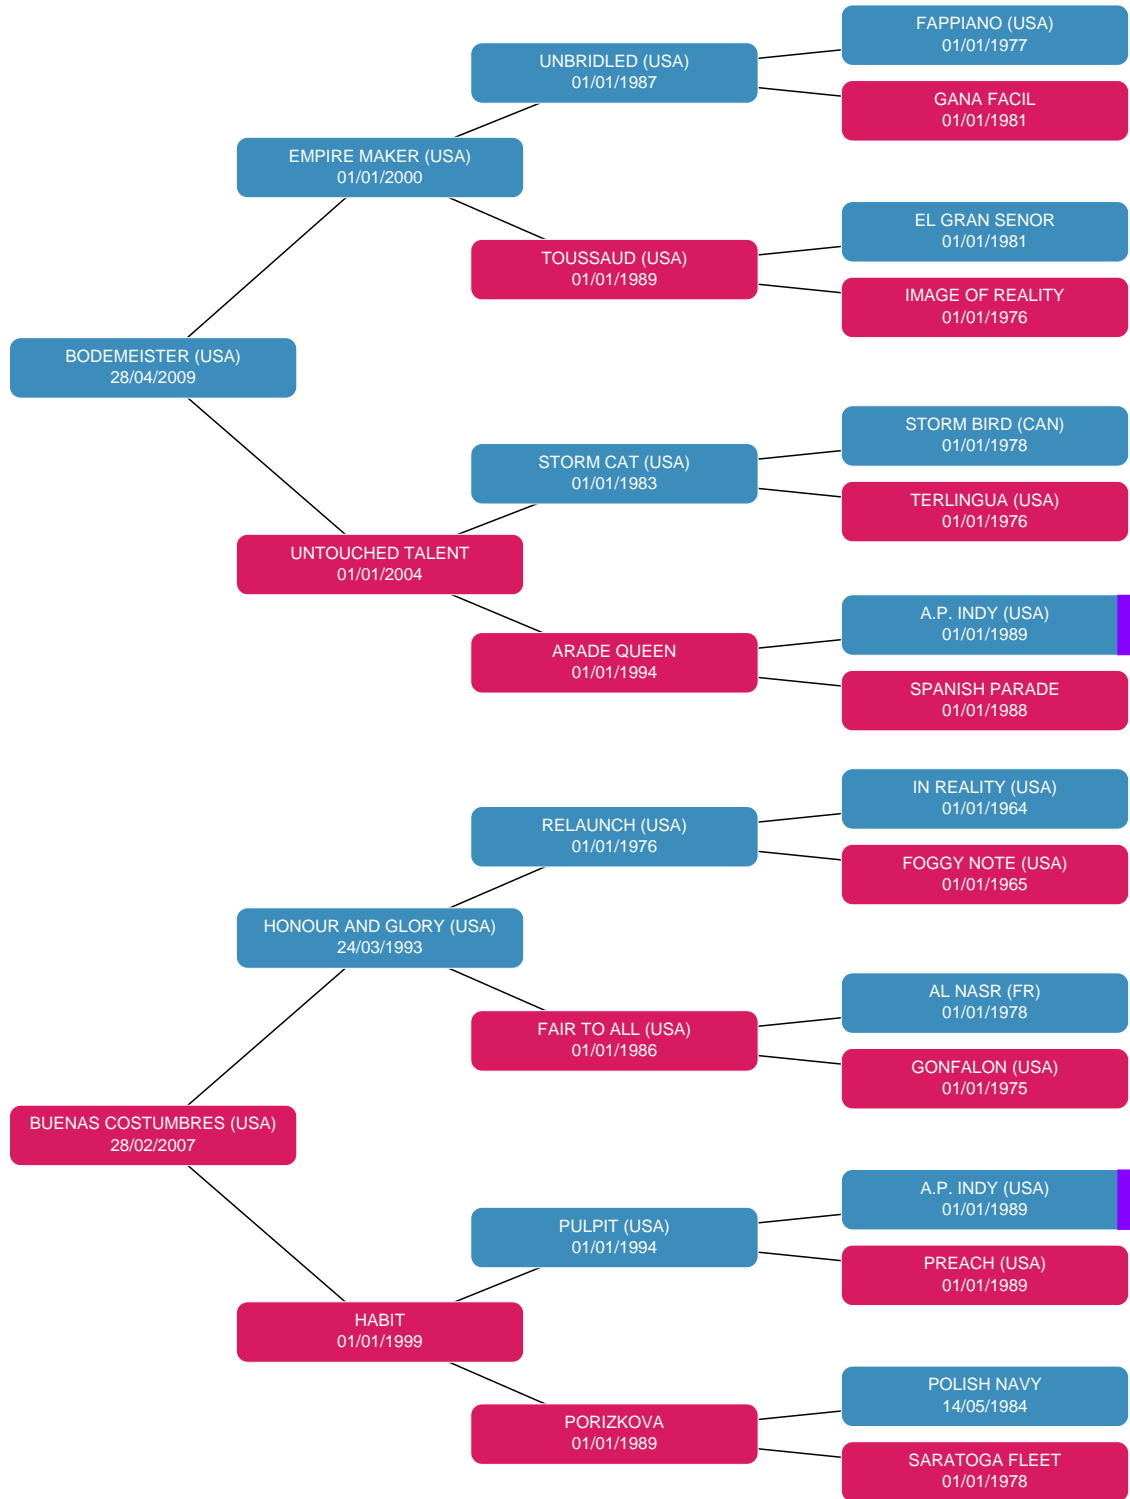 FAPPIANO (USA)
01/01/1977
UNBRIDLED (USA)
01/01/1987
GANA FACIL
01/01/1981
EMPIRE MAKER (USA)
01/01/2000
EL GRAN SENOR
01/01/1981
TOUSSAUD (USA)
01/01/1989
IMAGE OF REALITY
01/01/1976
BODEMEISTER (USA)
28/04/2009
STORM BIRD (CAN)
01/01/1978
STORM CAT (USA)
01/01/1983
TERLINGUA (USA)
01/01/1976
UNTOUCHED TALENT
01/01/2004
A.P. INDY (USA)
01/01/1989
ARADE QUEEN
01/01/1994
SPANISH PARADE
01/01/1988
IN REALITY (USA)
01/01/1964
RELAUNCH (USA)
01/01/1976
FOGGY NOTE (USA)
01/01/1965
HONOUR AND GLORY (USA)
24/03/1993
AL NASR (FR)
01/01/1978
FAIR TO ALL (USA)
01/01/1986
GONFALON (USA)
01/01/1975
BUENAS COSTUMBRES (USA)
28/02/2007
A.P. INDY (USA)
01/01/1989
PULPIT (USA)
01/01/1994
PREACH (USA)
01/01/1989
HABIT
01/01/1999
POLISH NAVY
14/05/1984
PORIZKOVA
01/01/1989
SARATOGA FLEET
01/01/1978